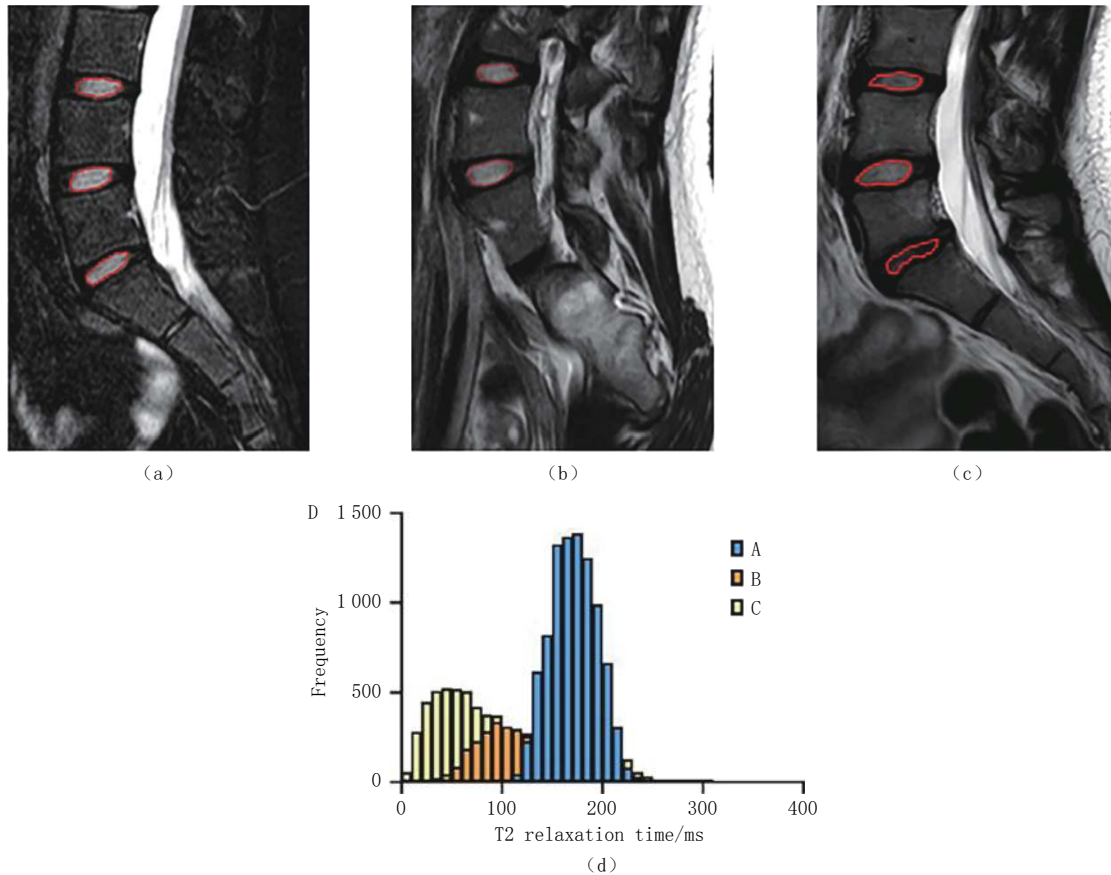 (a)
(b)
(c)
D
1 500
1 000
500
0
Frequency
A
B
C
0 100 200 300 400
T2 relaxation time/ms
(d)